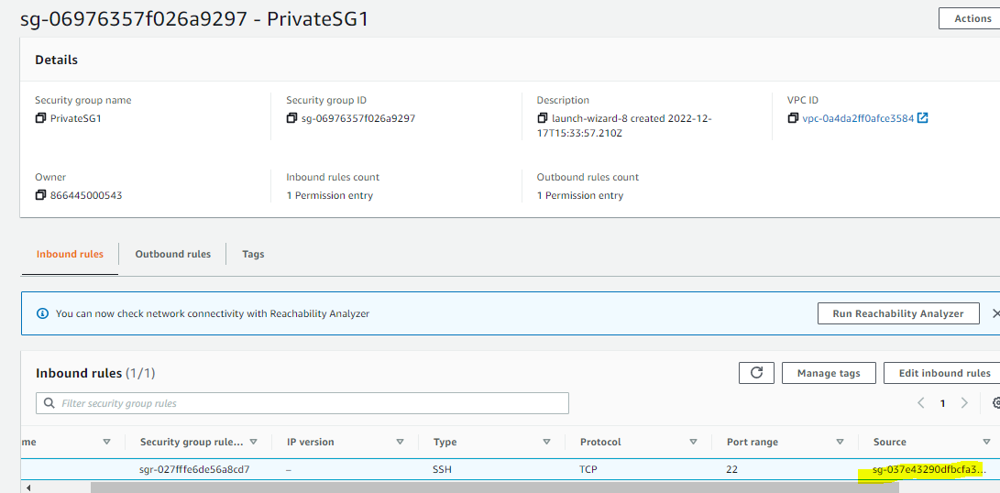 sg-06976357f026a9297 - PrivateSG1
Actions
Details
Security group name
PrivateSG1
Security group ID
sg-06976357f026a9297
Description
launch-wizard-8 created 2022-12-
17T15:33:57.210Z
VPC ID
vpc-0a4da2ff0afce3584
Owner
866445000543
Inbound rules count
1 Permission entry
Outbound rules count
1 Permission entry
Inbound rules
Outbound rules
Tags
You can now check network connectivity with Reachability Analyzer
Run Reachability Analyzer
Inbound rules (1/1)
Manage tags
Edit inbound rules
Filter security group rules
1
me
Security group rule...
IP version
Type
Protocol
Port range
Source
sgr-027fffe6de56a8cd7
–
SSH
TCP
22
sg-037e43290dfbcfa3...